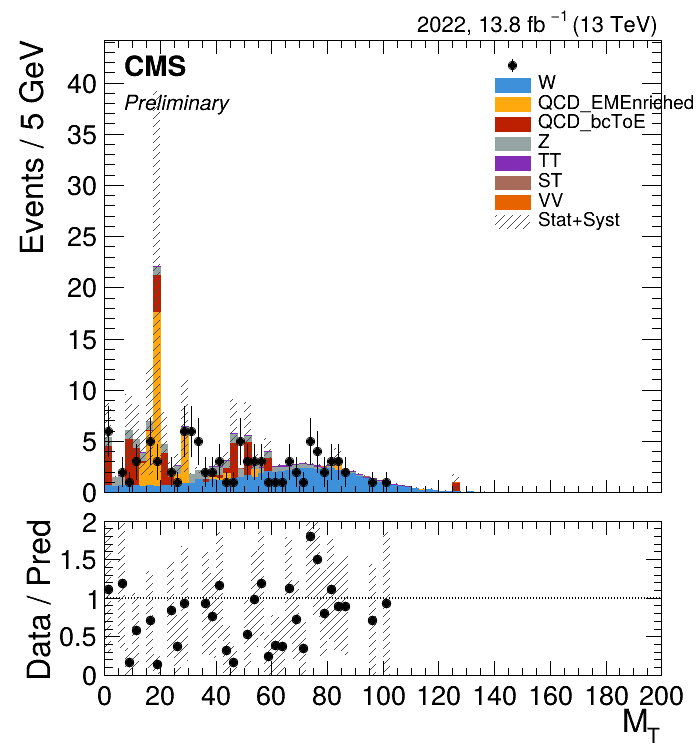 2022, 13.8 fb⁻¹ (13 TeV)
CMS
Preliminary
W
QCD_EMEnriched
QCD_bcToE
Z
TT
ST
VV
Stat+Syst
Events / 5 GeV
40
35
30
25
20
15
10
5
0
Data / Pred
2
1.5
1
0.5
0
0 20 40 60 80 100 120 140 160 180 200
M_T